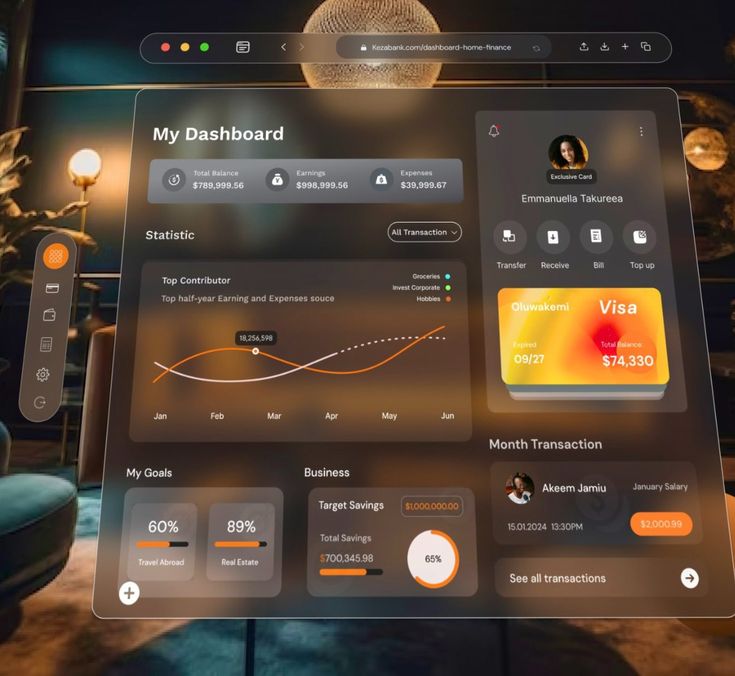 Kezabank.com/dashboard-home-finance
My Dashboard
Total Balance
$789,999.56
Earnings
$998,999.56
Expenses
$39,999.67
Exclusive Card
Emmanuella Takureea
Transfer
Receive
Bill
Top up
Statistic
All Transaction
Top Contributor
Top half-year Earning and Expenses souce
Groceries
Invest Corporate
Hobbies
18,256,598
Jan
Feb
Mar
Apr
May
Jun
Oluwakemi
Visa
Expired
09/27
Total Balance:
$74,330
My Goals
60%
Travel Abroad
89%
Real Estate
Business
Target Savings
$1,000,000.00
Total Savings
$700,345.98
65%
Month Transaction
Akeem Jamiu
January Salary
15.01.2024 13:30PM
$2,000.99
See all transactions